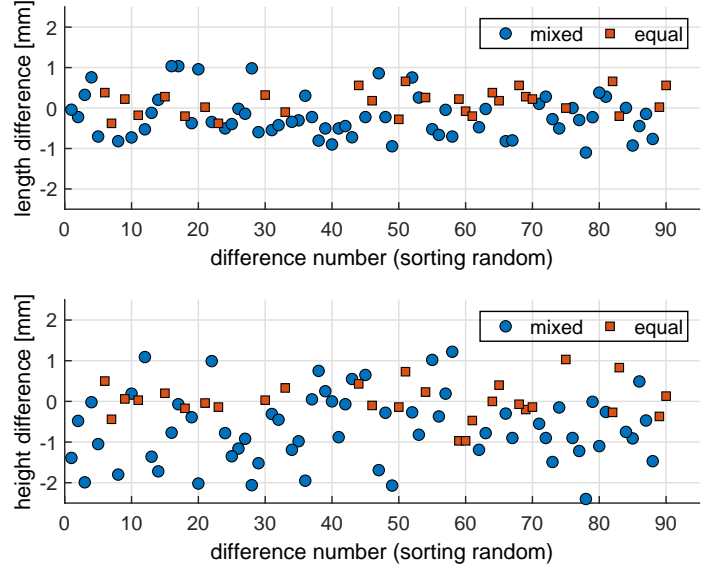 2
1
0
-1
-2
length difference [mm]
mixed equal
0 10 20 30 40 50 60 70 80 90
difference number (sorting random)
2
1
0
-1
-2
height difference [mm]
mixed equal
0 10 20 30 40 50 60 70 80 90
difference number (sorting random)